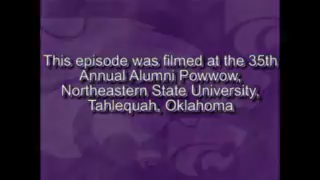 This episode was filmed at the 35th
Annual Alumni Powwow,
Northeastern State University,
Tahlequah, Oklahoma